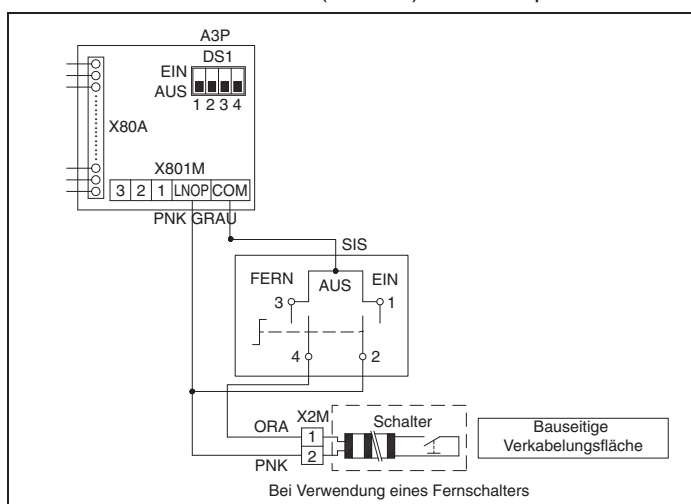 A3P
DS1
EIN
AUS
1 2 3 4
X80A
X801M
3 2 1 LNOP COM
PNK GRAU
SIS
FERN AUS EIN
3 1
4 2
ORA X2M Schalter
1
2
PNK
Bauseitige
Verkabelungsfläche
Bei Verwendung eines Fernschalters